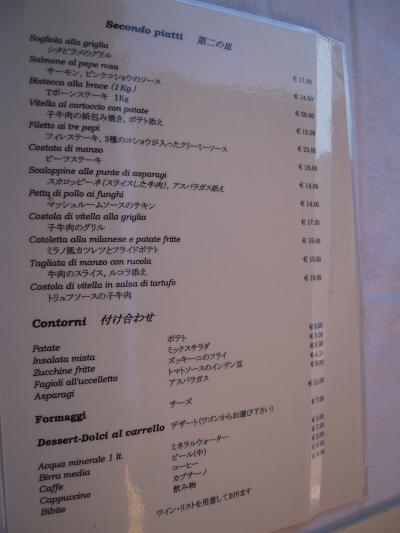 Secondo piatti 第二の皿
Sogliola alla griglia
シタビラメのグリル € 17.00
Salmone al pepe rosa
サーモン、ピンクコショウのソース € 14.00
Bistecca alla brace (1Kg)
Tボーンステーキ 1Kg € 50.00
Vitella al cartoccio con patate
子牛肉の紙包み焼き、ポテト添え € 15.00
Filetto ai tre pepi
フィレステーキ、3種のコショウが入ったクリーミーソース € 23.00
Costata di manzo
ビーフステーキ € 19.00
Scaloppine alle punte di asparagi
スカロッピーネ(スライスした牛肉)、アスパラガス添え € 14.00
Petto di pollo ai funghi
マッシュルームソースのチキン € 14.00
Costola di vitella alla griglia
子牛肉のグリル € 17.00
Cotoletta alla milanese e patate fritte
ミラノ風カツレツとフライドポテト € 15.00
Tagliata di manzo con rucola
牛肉のスライス、ルコラ添え € 15.00
Costola di vitella in salsa di tartufo
トリュフソースの子牛肉 € 19.00
Contorni 付け合わせ
Patate ポテト
Insalata mista ミックスサラダ
Zucchine fritte ズッキーニのフライ
Fagioli all'uccelletto トマトソースのインゲン豆
Asparagi アスパラガス
Formaggi チーズ
Dessert-Dolci al carrello デザート(ワゴンからお選び下さい)
Acqua minerale 1 lt. ミネラルウォーター
Birra media ビール(中)
Caffe コーヒー
Cappuccino カプチーノ
Bibite 飲み物
ワイン・リストを用意しております